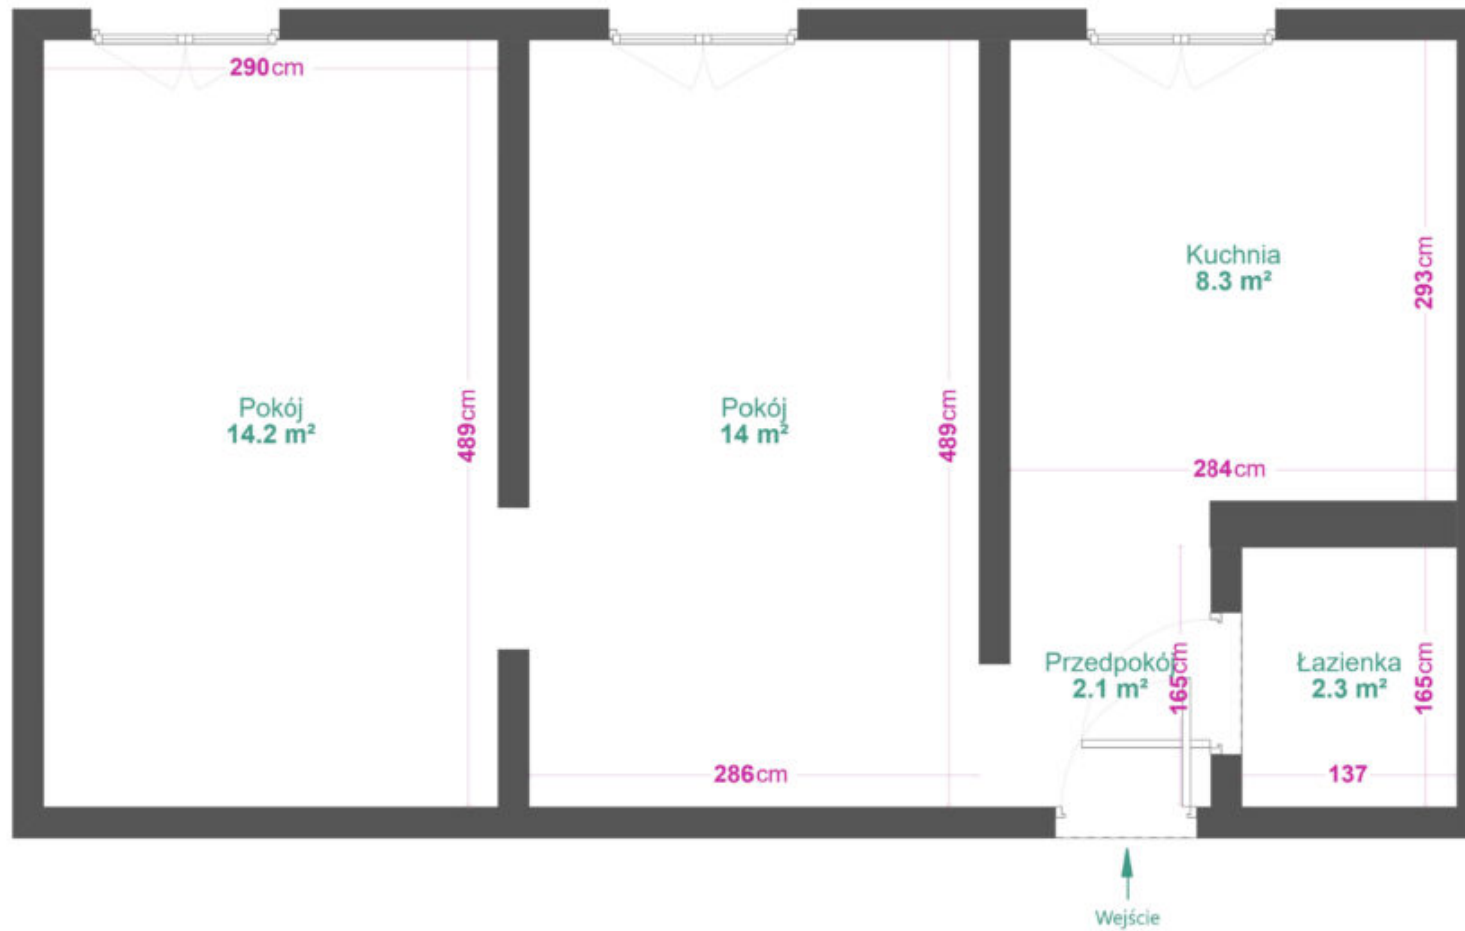 290cm
Kuchnia
8.3 m²
293cm
Pokój
14.2 m²
489cm
Pokój
14 m²
489cm
284cm
Przedpokój
2.1 m²
165cm
Łazienka
2.3 m²
165cm
286cm
137
Wejście